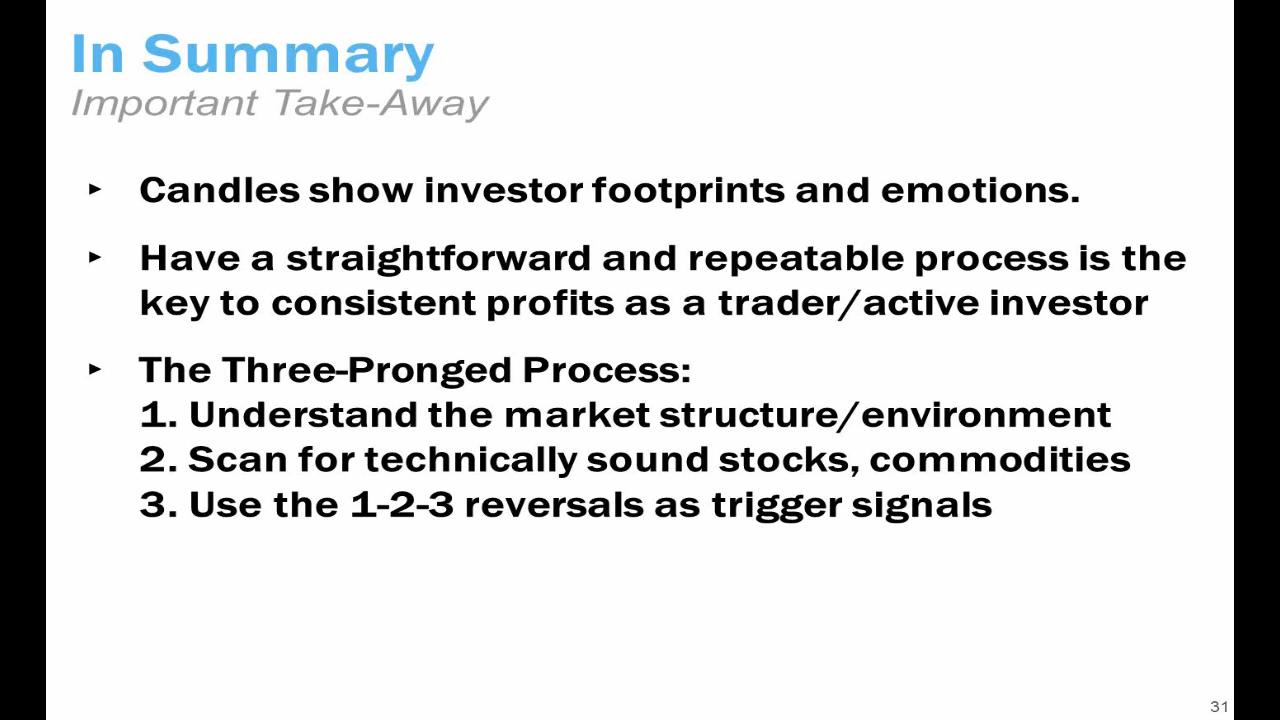 In Summary
Important Take-Away
▸ Candles show investor footprints and emotions.
▸ Have a straightforward and repeatable process is the
key to consistent profits as a trader/active investor
▸ The Three-Pronged Process:
1. Understand the market structure/environment
2. Scan for technically sound stocks, commodities
3. Use the 1-2-3 reversals as trigger signals
31